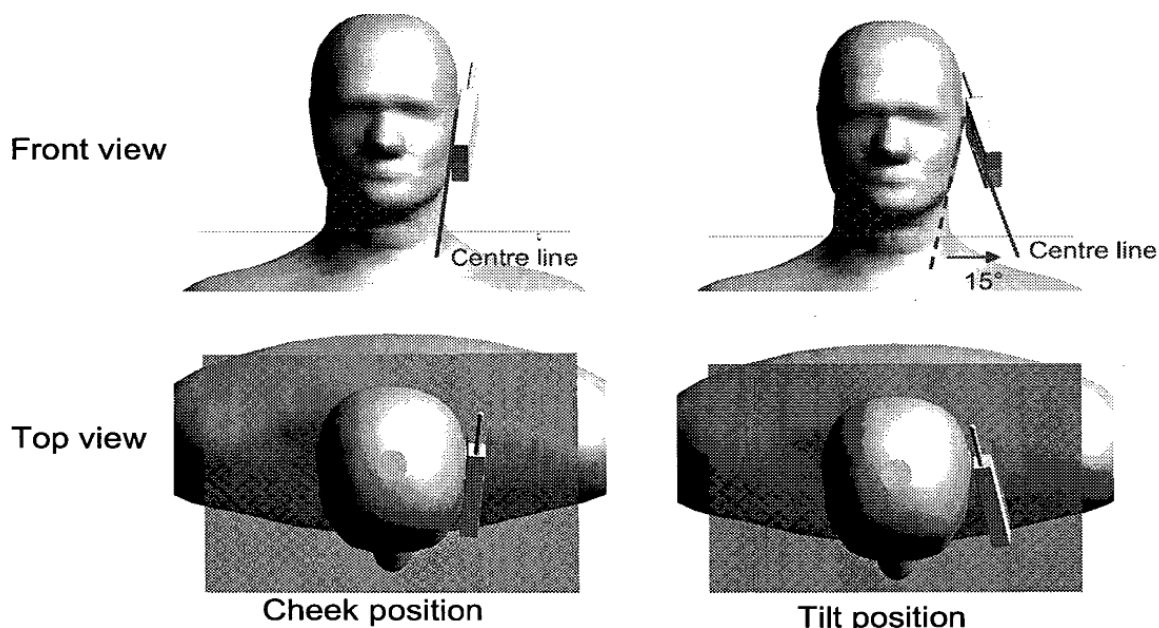 Front view
Centre line
Centre line
15°
Top view
Cheek position
Tilt position